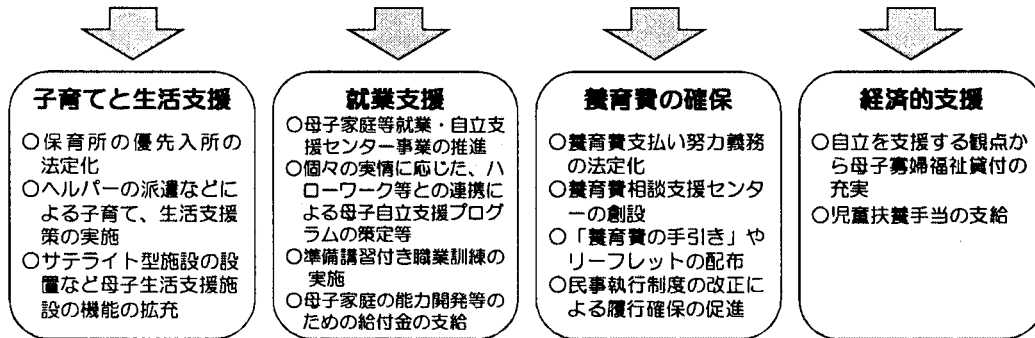 子育てと生活支援
○保育所の優先入所の
法定化
○ヘルパーの派遣などに
よる子育て、生活支援
策の実施
○サテライト型施設の設
置など母子生活支援施
設の機能の拡充
就業支援
○母子家庭等就業・自立支
援センター事業の推進
○個々の実情に応じた、ハ
ローワーク等との連携に
よる母子自立支援プログ
ラムの策定等
○準備講習付き職業訓練の
実施
○母子家庭の能力開発等の
ための給付金の支給
養育費の確保
○養育費支払い努力義務
の法定化
○養育費相談支援センタ
ーの創設
○「養育費の手引き」や
リーフレットの配布
○民事執行制度の改正に
よる履行確保の促進
経済的支援
○自立を支援する観点か
ら母子寡婦福祉貸付の
充実
○児童扶養手当の支給